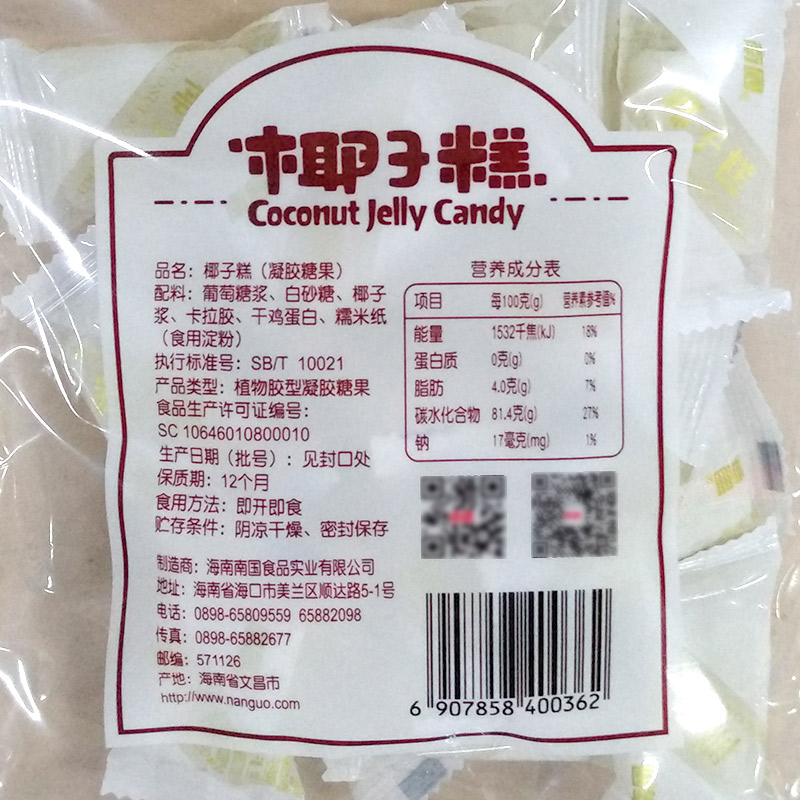 椰子糕
Coconut Jelly Candy
品名：椰子糕（凝胶糖果）
配料：葡萄糖浆、白砂糖、椰子
浆、卡拉胶、干鸡蛋白、糯米纸
（食用淀粉）
执行标准号：SB/T 10021
产品类型：植物胶型凝胶糖果
食品生产许可证编号：
SC 10646010800010
生产日期（批号）：见封口处
保质期：12个月
食用方法：即开即食
贮存条件：阴凉干燥、密封保存
制造商：海南南国食品实业有限公司
地址：海南省海口市美兰区顺达路5-1号
电话：0898-65809559 65882098
传真：0898-65882677
邮编：571126
产地：海南省文昌市
http://www.nanguo.com
营养成分表
项目 每100克(g) 营养素参考值%
能量 1532千焦(kJ) 18%
蛋白质 0克(g) 0%
脂肪 4.0克(g) 7%
碳水化合物 81.4克(g) 27%
钠 17毫克(mg) 1%
6 907858 400362